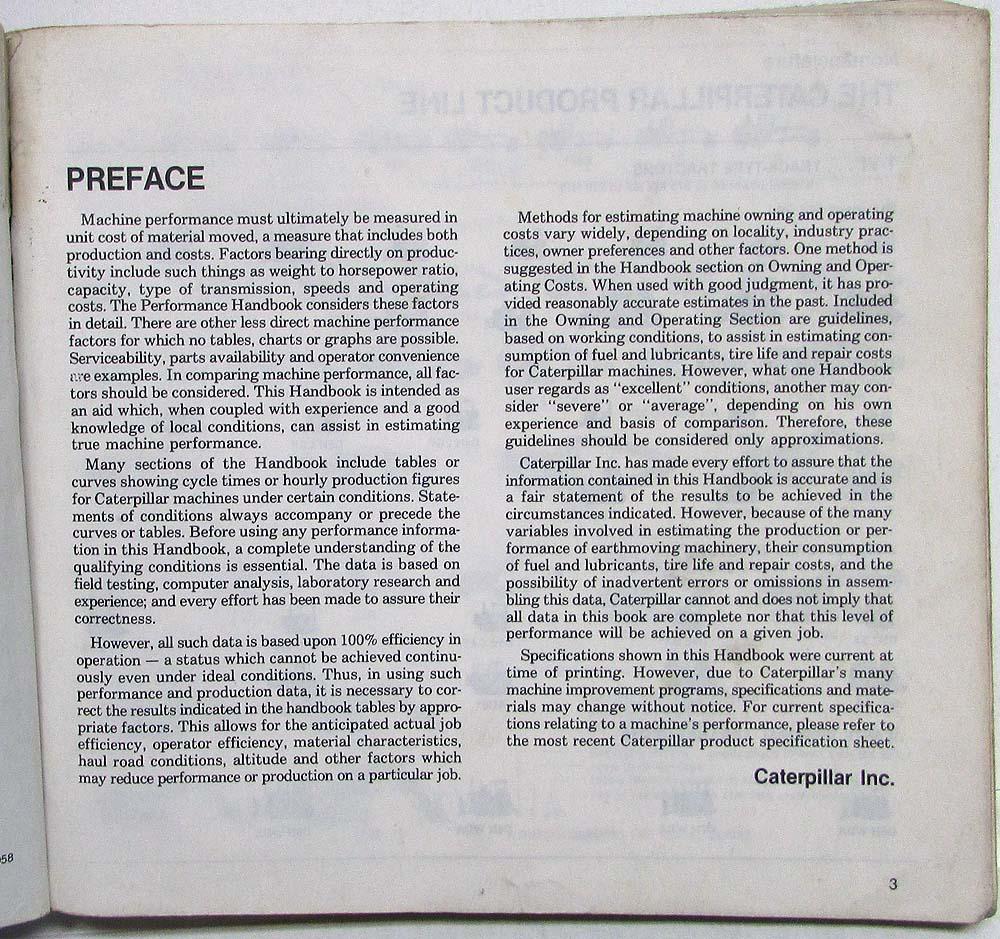 PREFACE
Machine performance must ultimately be measured in
unit cost of material moved, a measure that includes both
production and costs. Factors bearing directly on produc-
tivity include such things as weight to horsepower ratio,
capacity, type of transmission, speeds and operating
costs. The Performance Handbook considers these factors
in detail. There are other less direct machine performance
factors for which no tables, charts or graphs are possible.
Serviceability, parts availability and operator convenience
are examples. In comparing machine performance, all fac-
tors should be considered. This Handbook is intended as
an aid which, when coupled with experience and a good
knowledge of local conditions, can assist in estimating
true machine performance.
Many sections of the Handbook include tables or
curves showing cycle times or hourly production figures
for Caterpillar machines under certain conditions. State-
ments of conditions always accompany or precede the
curves or tables. Before using any performance informa-
tion in this Handbook, a complete understanding of the
qualifying conditions is essential. The data is based on
field testing, computer analysis, laboratory research and
experience; and every effort has been made to assure their
correctness.
However, all such data is based upon 100% efficiency in
operation — a status which cannot be achieved continu-
ously even under ideal conditions. Thus, in using such
performance and production data, it is necessary to cor-
rect the results indicated in the handbook tables by appro-
priate factors. This allows for the anticipated actual job
efficiency, operator efficiency, material characteristics,
haul road conditions, altitude and other factors which
may reduce performance or production on a particular job.
Methods for estimating machine owning and operating
costs vary widely, depending on locality, industry prac-
tices, owner preferences and other factors. One method is
suggested in the Handbook section on Owning and Oper-
ating Costs. When used with good judgment, it has pro-
vided reasonably accurate estimates in the past. Included
in the Owning and Operating Section are guidelines,
based on working conditions, to assist in estimating con-
sumption of fuel and lubricants, tire life and repair costs
for Caterpillar machines. However, what one Handbook
user regards as "excellent" conditions, another may con-
sider "severe" or "average", depending on his own
experience and basis of comparison. Therefore, these
guidelines should be considered only approximations.
Caterpillar Inc. has made every effort to assure that the
information contained in this Handbook is accurate and is
a fair statement of the results to be achieved in the
circumstances indicated. However, because of the many
variables involved in estimating the production or per-
formance of earthmoving machinery, their consumption
of fuel and lubricants, tire life and repair costs, and the
possibility of inadvertent errors or omissions in assem-
bling this data, Caterpillar cannot and does not imply that
all data in this book are complete nor that this level of
performance will be achieved on a given job.
Specifications shown in this Handbook were current at
time of printing. However, due to Caterpillar's many
machine improvement programs, specifications and mate-
rials may change without notice. For current specifica-
tions relating to a machine's performance, please refer to
the most recent Caterpillar product specification sheet.
Caterpillar Inc.
58
3